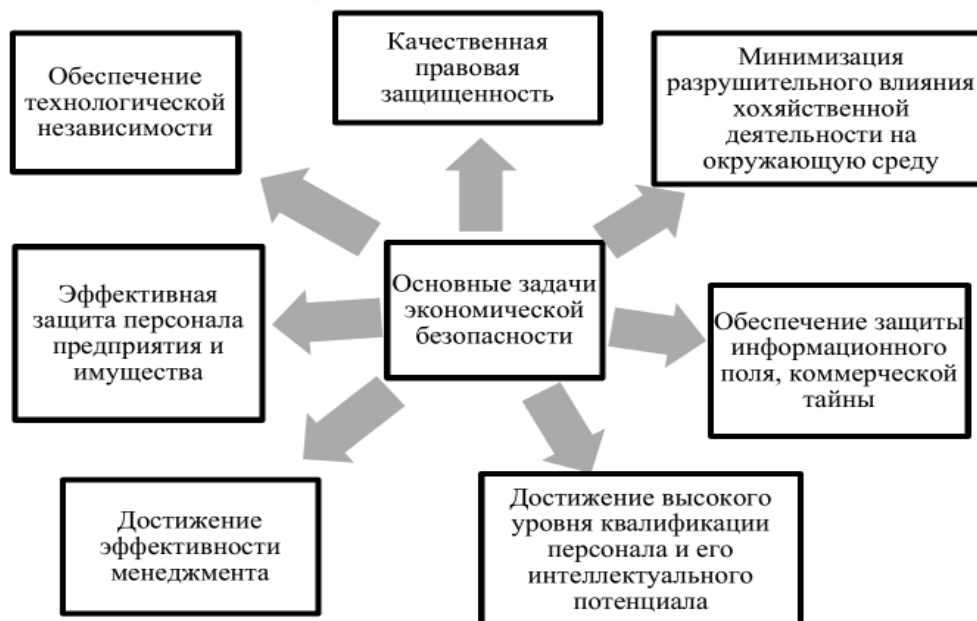 Обеспечение
технологической
независимости
Качественная
правовая
защищенность
Минимизация
разрушительного влияния
хохяйственной
деятельности на
окружающую среду
Эффективная
защита персонала
предприятия и
имущества
Основные задачи
экономической
безопасности
Обеспечение защиты
информационного
поля, коммерческой
тайны
Достижение
эффективности
менеджмента
Достижение высокого
уровня квалификации
персонала и его
интеллектуального
потенциала